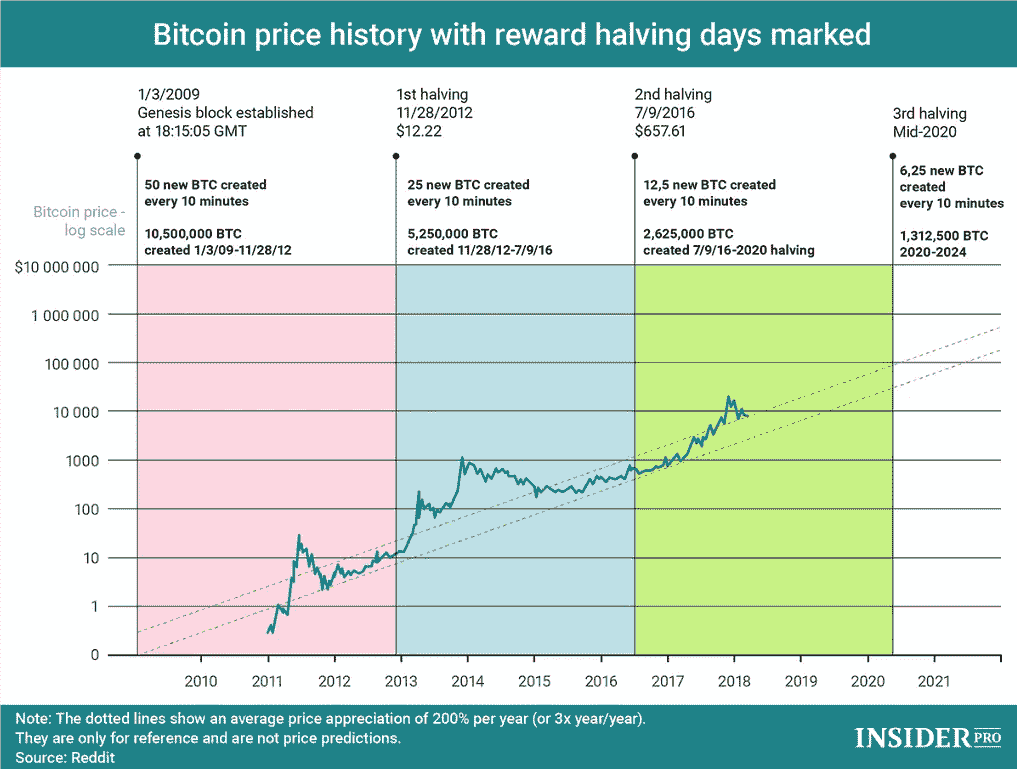 Bitcoin price history with reward halving days marked
1/3/2009
Genesis block established
at 18:15:05 GMT
1st halving
11/28/2012
$12.22
2nd halving
7/9/2016
$657.61
3rd halving
Mid-2020
50 new BTC created
every 10 minutes
10,500,000 BTC
created 1/3/09-11/28/12
25 new BTC created
every 10 minutes
5,250,000 BTC
created 11/28/12-7/9/16
12,5 new BTC created
every 10 minutes
2,625,000 BTC
created 7/9/16-2020 halving
6,25 new BTC
created
every 10 minutes
1,312,500 BTC
2020-2024
Bitcoin price -
log scale
$10 000 000
1 000 000
100 000
10 000
1000
100
10
1
0
2010 2011 2012 2013 2014 2015 2016 2017 2018 2019 2020 2021
Note: The dotted lines show an average price appreciation of 200% per year (or 3x year/year).
They are only for reference and are not price predictions.
Source: Reddit
INSIDER PRO